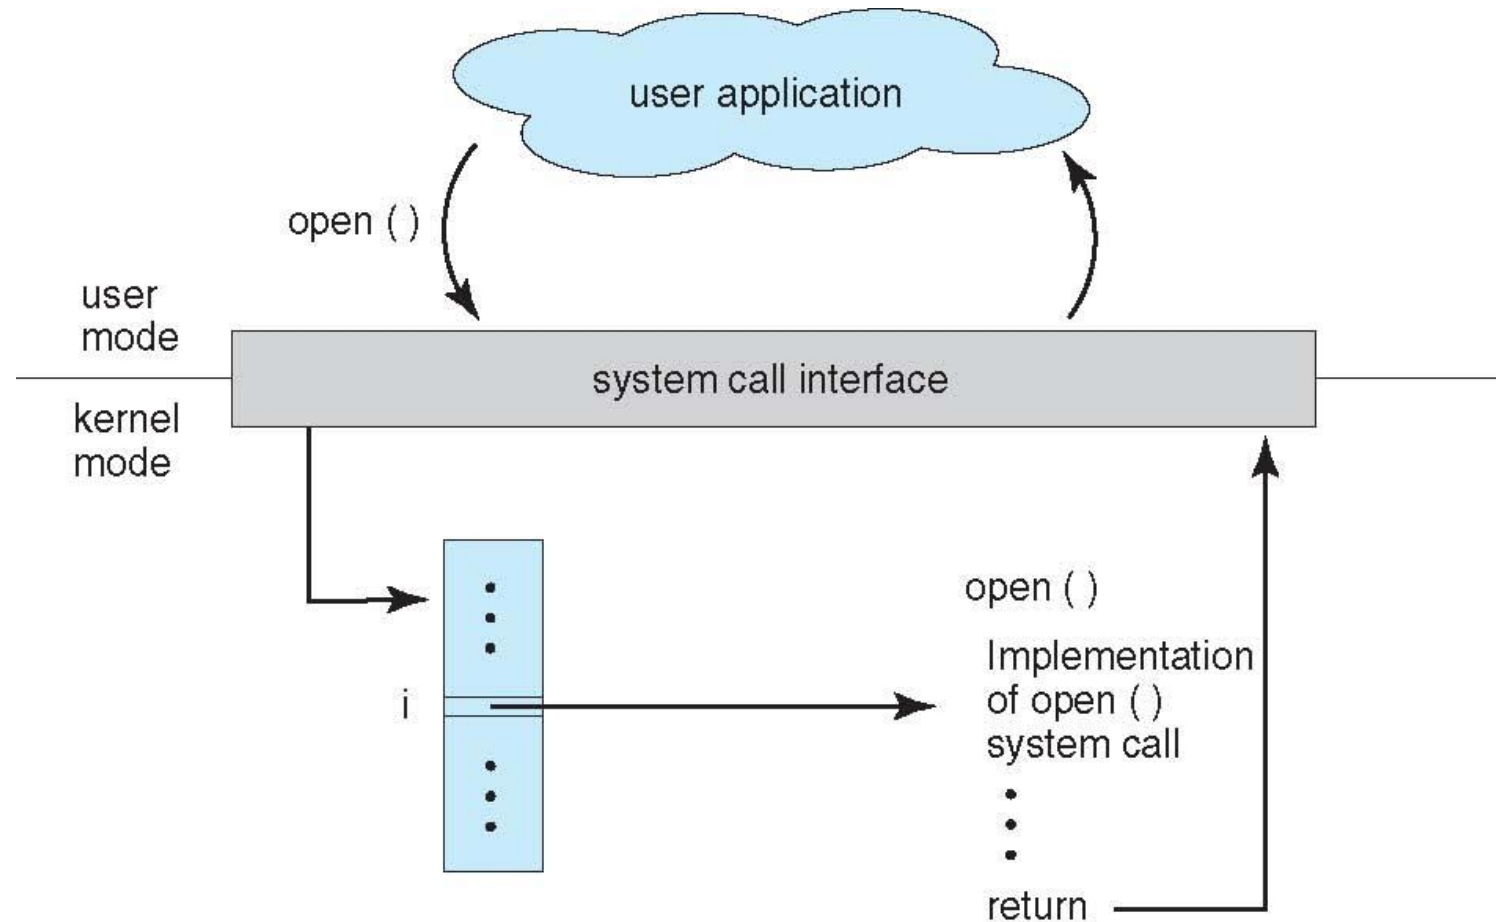 user application
open ( )
user
mode
system call interface
kernel
mode
open ( )
Implementation
of open ( )
system call
i
return